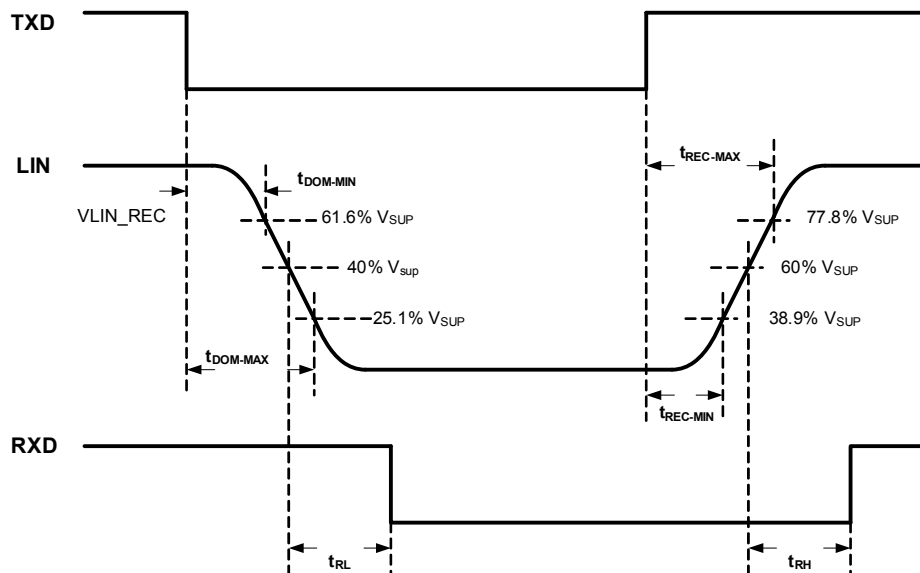 TXD
LIN
tREC-MAX
tDOM-MIN
VLIN_REC
61.6% VSUP
77.8% VSUP
40% Vsup
60% VSUP
25.1% VSUP
38.9% VSUP
tDOM-MAX
tREC-MIN
RXD
tRL
tRH